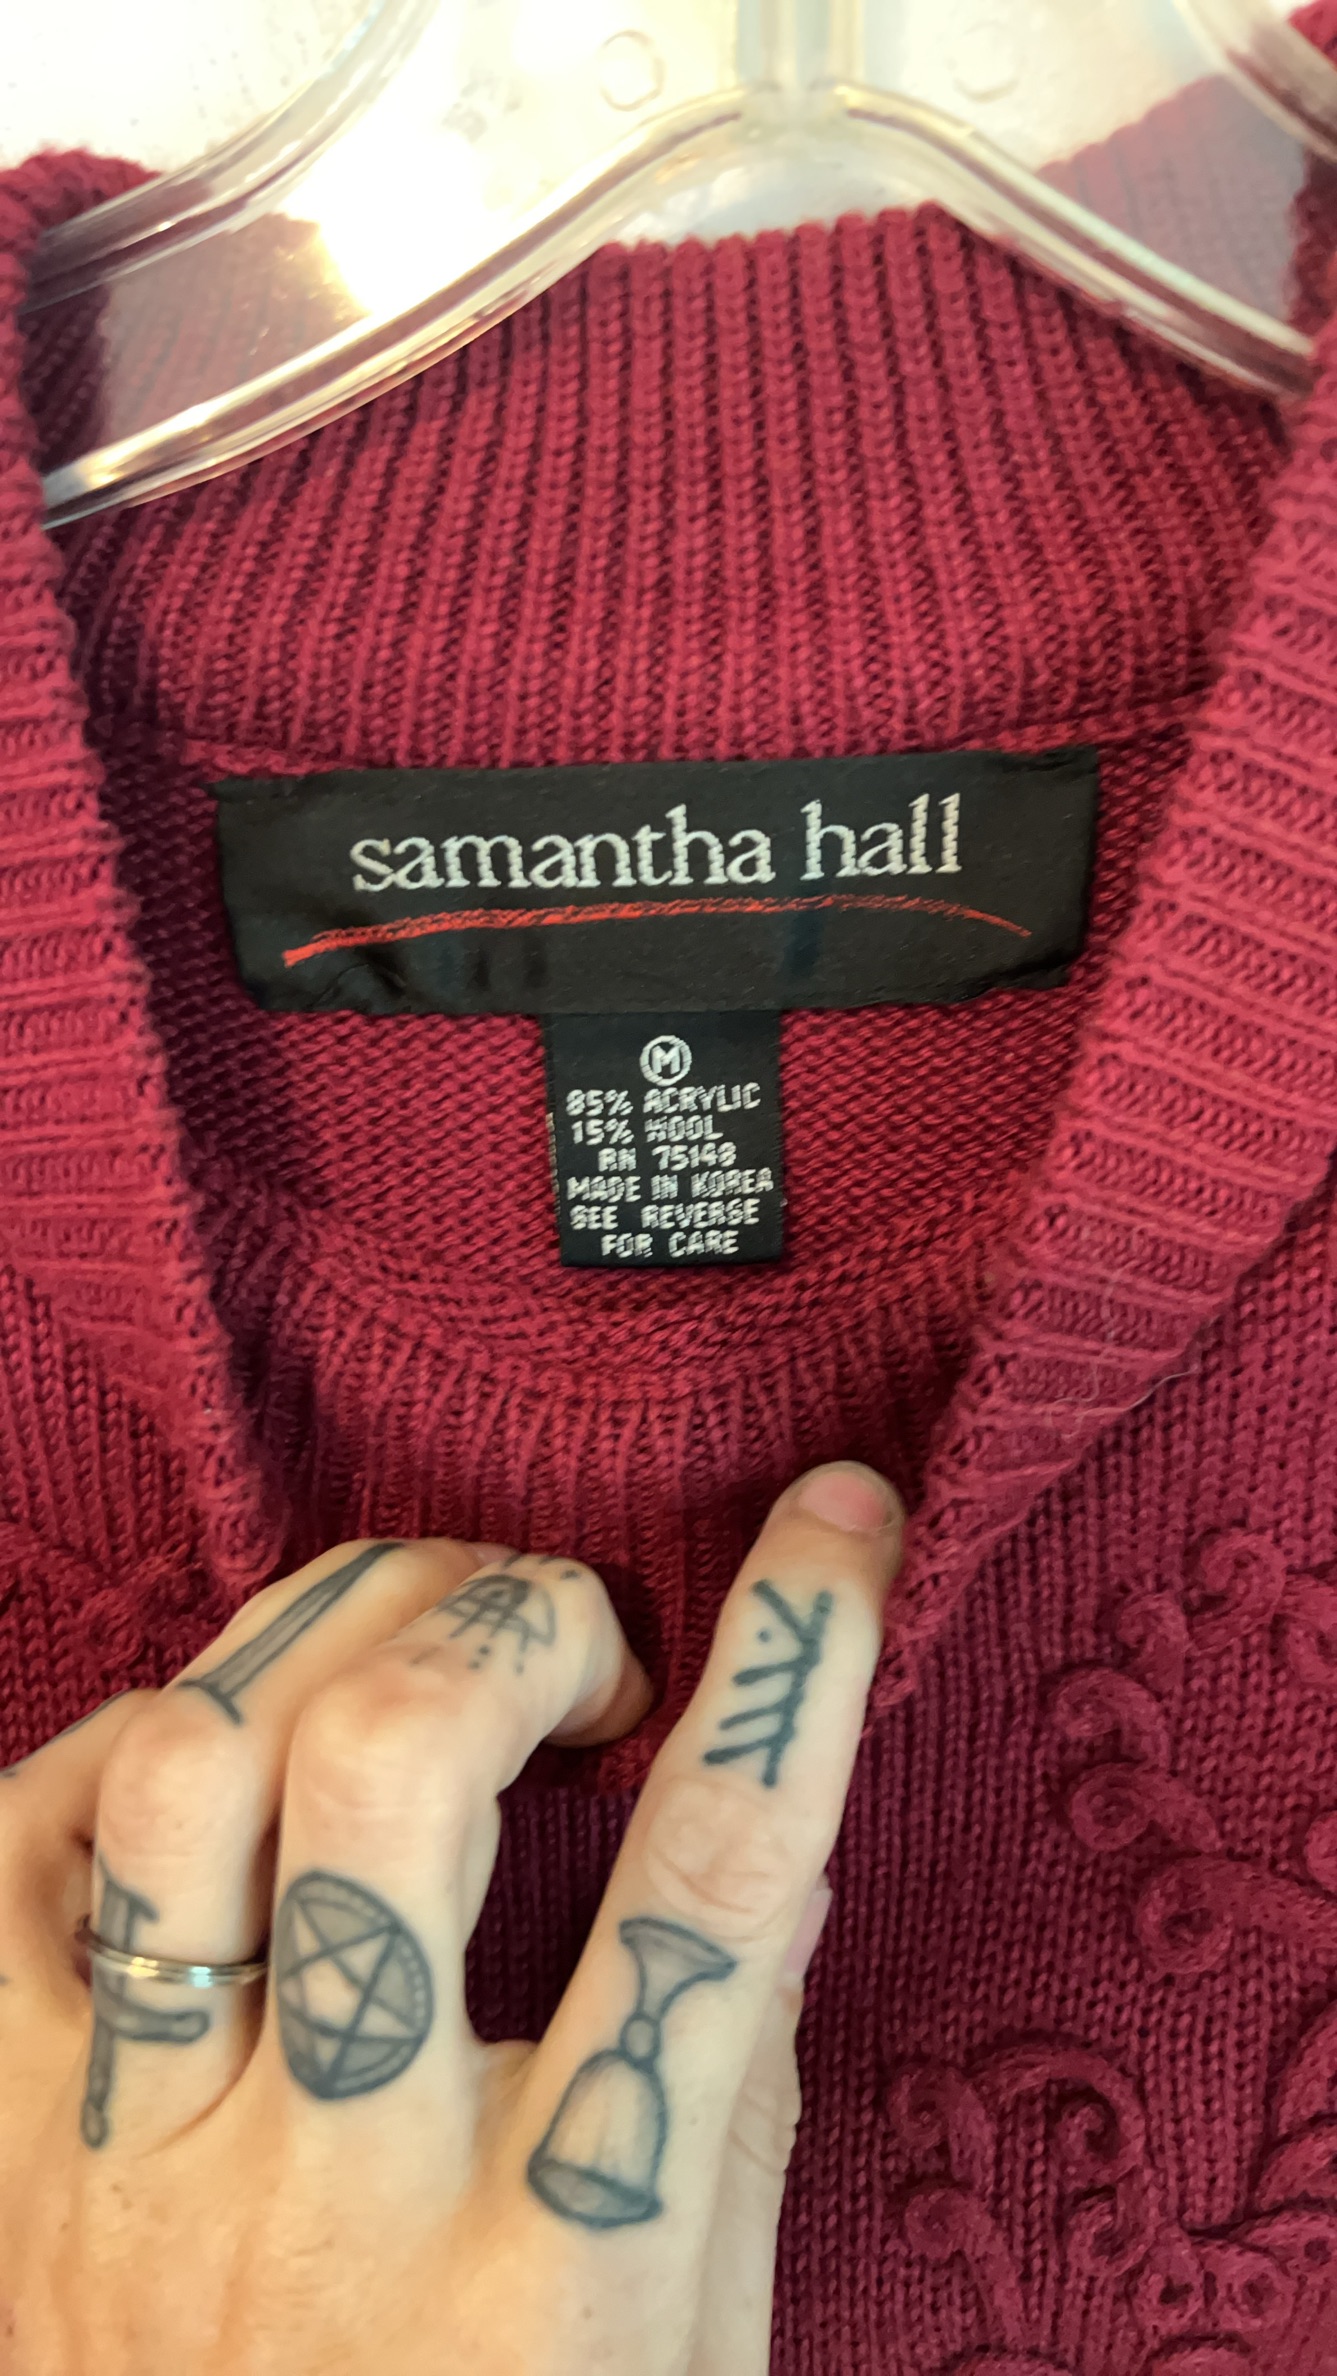 samantha hall
M
85% ACRYLIC
15% WOOL
RN 75148
MADE IN KOREA
SEE REVERSE
FOR CARE